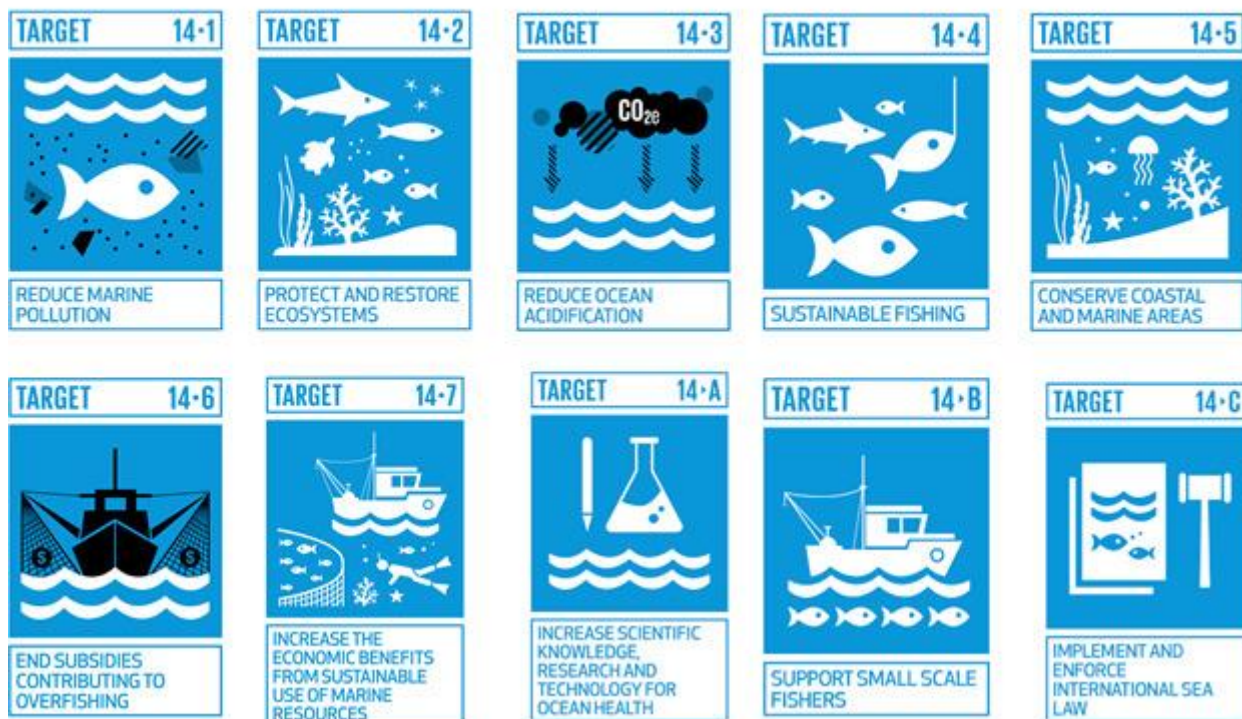 TARGET 14·1
TARGET 14·2
TARGET 14·3
TARGET 14·4
TARGET 14·5
CO2e
REDUCE MARINE
POLLUTION
PROTECT AND RESTORE
ECOSYSTEMS
REDUCE OCEAN
ACIDIFICATION
SUSTAINABLE FISHING
CONSERVE COASTAL
AND MARINE AREAS
TARGET 14·6
TARGET 14·7
TARGET 14·A
TARGET 14·B
TARGET 14·C
$ $
END SUBSIDIES
CONTRIBUTING TO
OVERFISHING
INCREASE THE
ECONOMIC BENEFITS
FROM SUSTAINABLE
USE OF MARINE
RESOURCES
INCREASE SCIENTIFIC
KNOWLEDGE,
RESEARCH AND
TECHNOLOGY FOR
OCEAN HEALTH
SUPPORT SMALL SCALE
FISHERS
IMPLEMENT AND
ENFORCE
INTERNATIONAL SEA
LAW